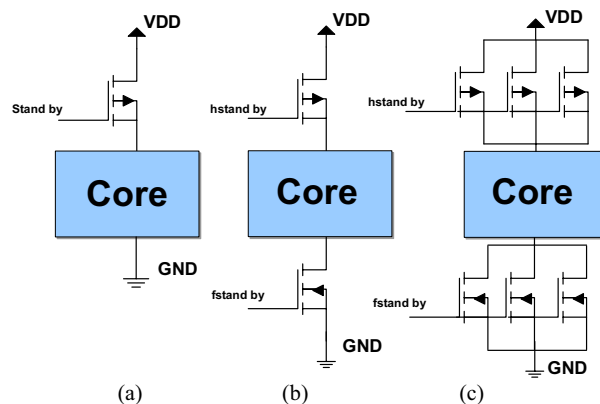 VDD
Stand by
Core
GND
(a)
VDD
hstand by
Core
fstand by
GND
(b)
VDD
hstand by
Core
fstand by
GND
(c)